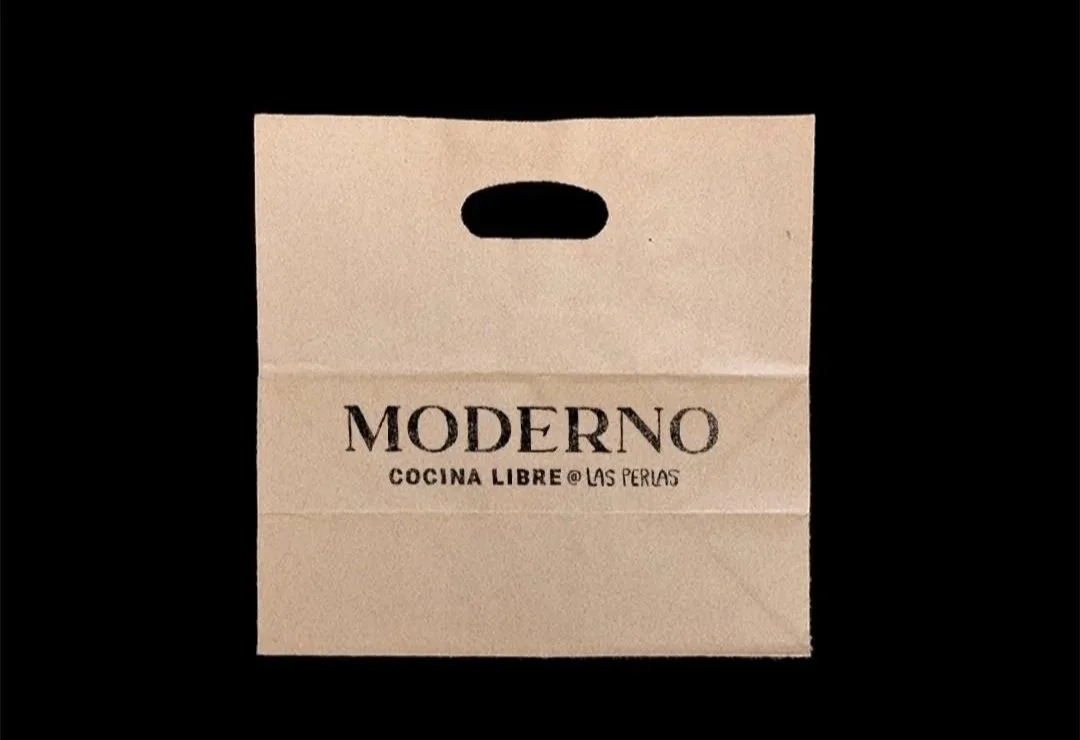 MODERNO
COCINA LIBRE @ LAS PERLAS